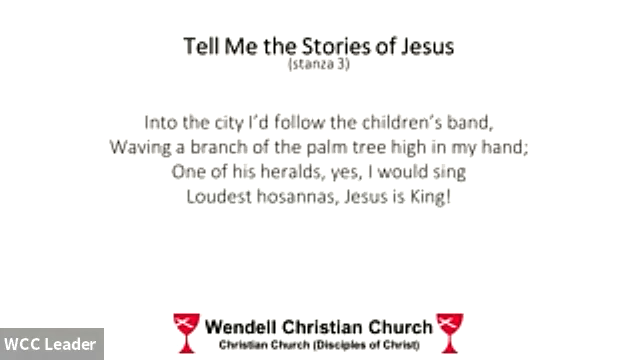 Tell Me the Stories of Jesus
(stanza 3)
Into the city I'd follow the children's band,
Waving a branch of the palm tree high in my hand;
One of his heralds, yes, I would sing
Loudest hosannas, Jesus is King!
Wendell Christian Church
Christian Church (Disciples of Christ)
WCC Leader